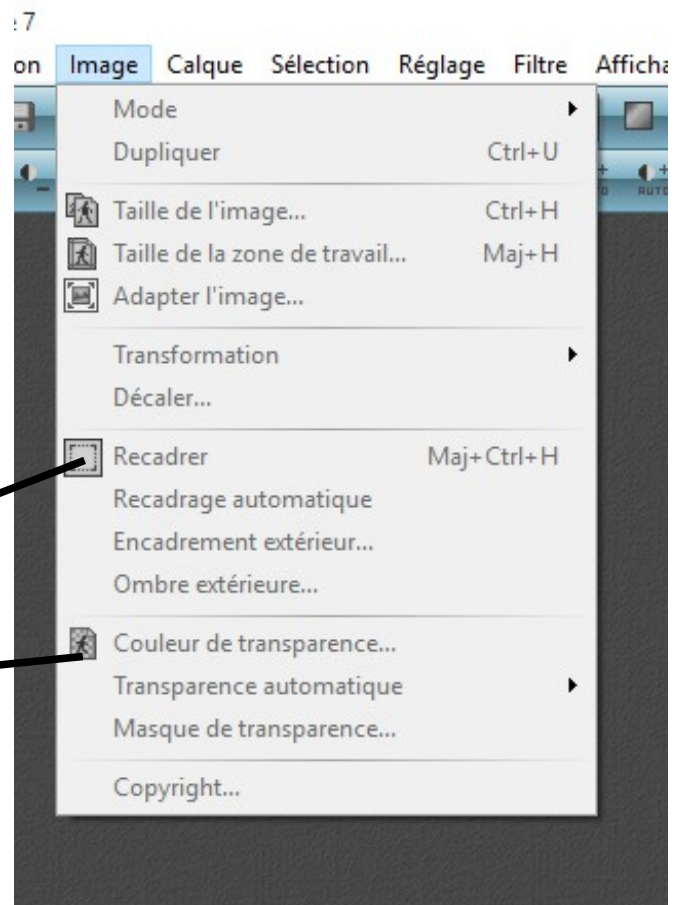 e 7
on Image Calque Sélection Réglage Filtre Afficha
Mode
Dupliquer Ctrl+U
Taille de l'image... Ctrl+H
Taille de la zone de travail... Maj+H
Adapter l'image...
Transformation
Décaler...
Recadrer Maj+Ctrl+H
Recadrage automatique
Encadrement extérieur...
Ombre extérieure...
Couleur de transparence...
Transparence automatique
Masque de transparence...
Copyright...